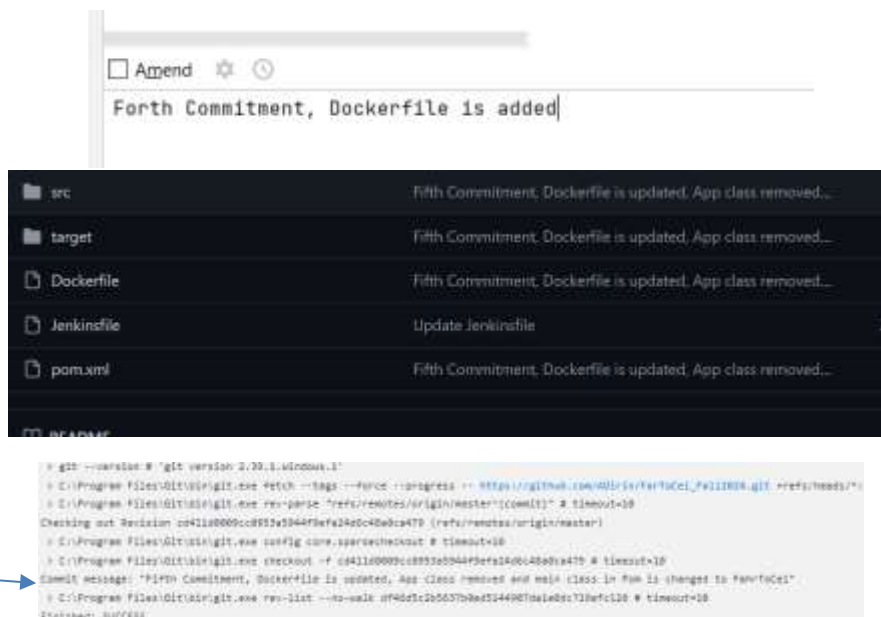 Amend
Forth Commitment, Dockerfile is added
src Fifth Commitment, Dockerfile is updated, App class removed...
target Fifth Commitment, Dockerfile is updated, App class removed...
Dockerfile Fifth Commitment, Dockerfile is updated, App class removed...
Jenkinsfile Update Jenkinsfile
pom.xml Fifth Commitment, Dockerfile is updated, App class removed...
README
> git --version # 'git version 2.39.1.windows.1'
> C:\Program Files\Git\bin\git.exe fetch --tags --force --progress --
> C:\Program Files\Git\bin\git.exe rev-parse "refs/remotes/origin/master^{commit}" # timeout=10
Checking out Revision (refs/remotes/origin/master)
> C:\Program Files\Git\bin\git.exe config core.sparsecheckout # timeout=10
> C:\Program Files\Git\bin\git.exe checkout -f # timeout=10
Commit message: "Fifth Commitment, Dockerfile is updated, App class removed and main class in Pom is changed to
> C:\Program Files\Git\bin\git.exe rev-list --no-walk # timeout=10
Finished: SUCCESS